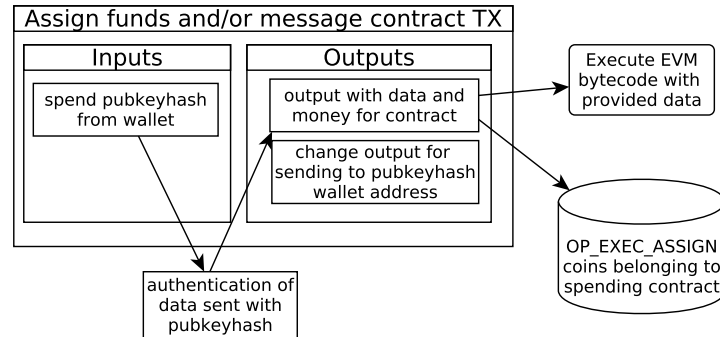 Assign funds and/or message contract TX
Inputs
Outputs
spend pubkeyhash
from wallet
output with data and
money for contract
change output for
sending to pubkeyhash
wallet address
Execute EVM
bytecode with
provided data
OP_EXEC_ASSIGN
coins belonging to
spending contract
authentication of
data sent with
pubkeyhash